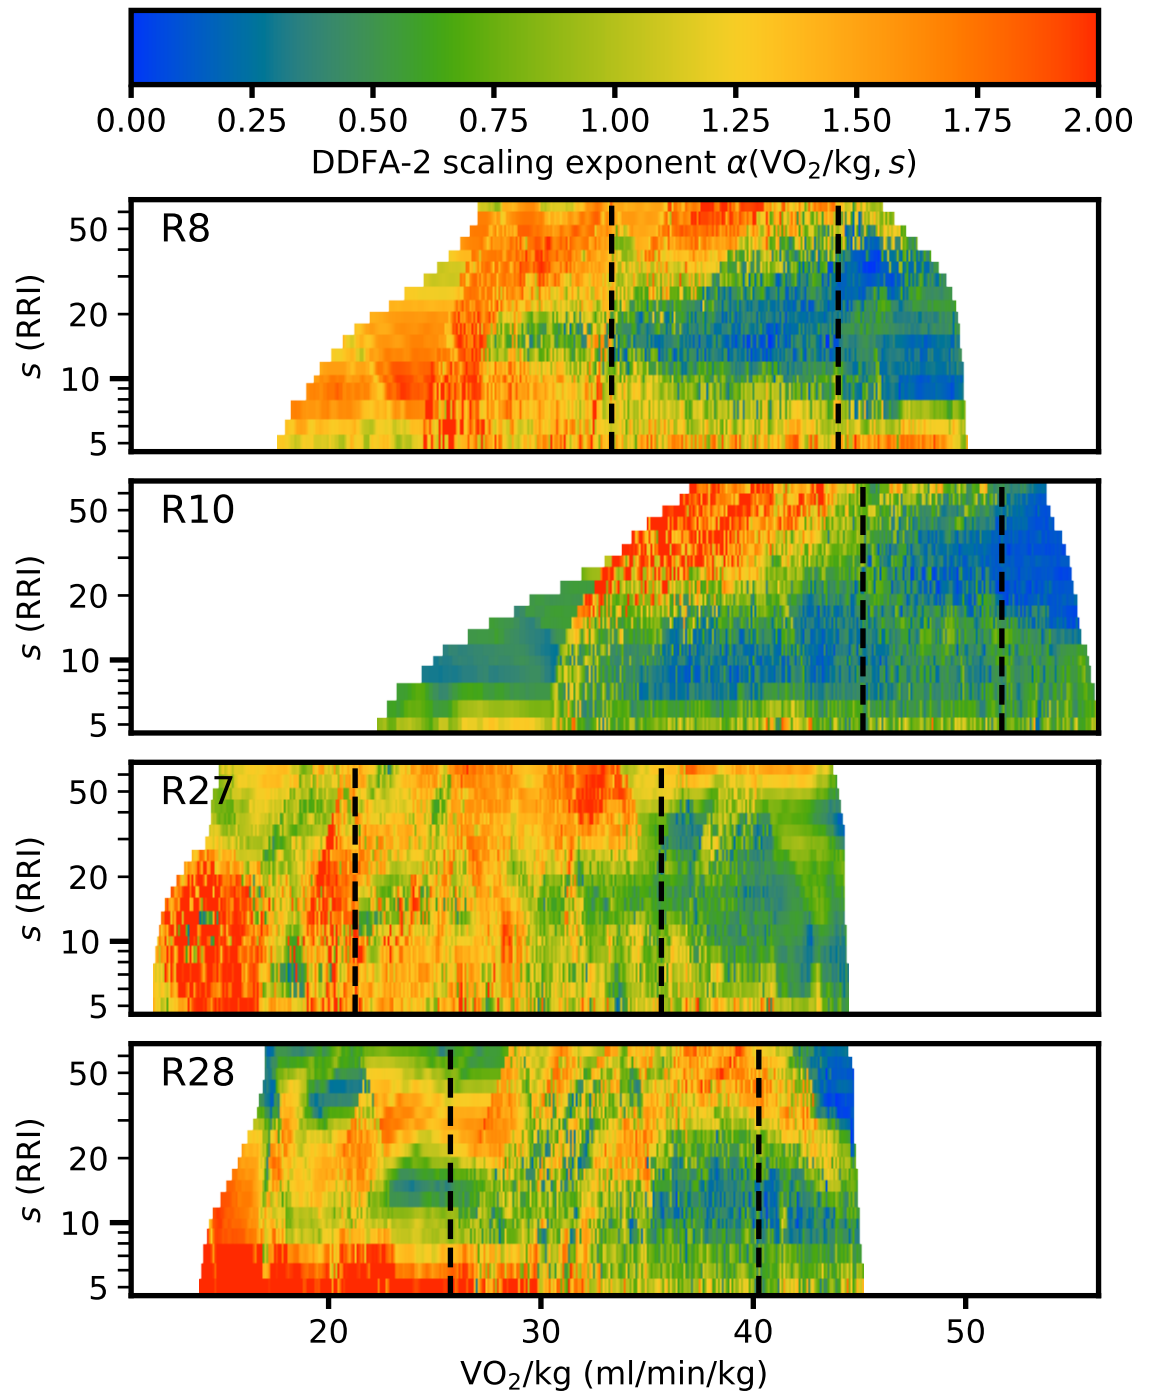 0.00 0.25 0.50 0.75 1.00 1.25 1.50 1.75 2.00
DDFA-2 scaling exponent α(VO₂/kg, s)
R8
50
20
10
5
s (RRI)
R10
50
20
10
5
s (RRI)
R27
50
20
10
5
s (RRI)
R28
50
20
10
5
s (RRI)
20 30 40 50
VO₂/kg (ml/min/kg)